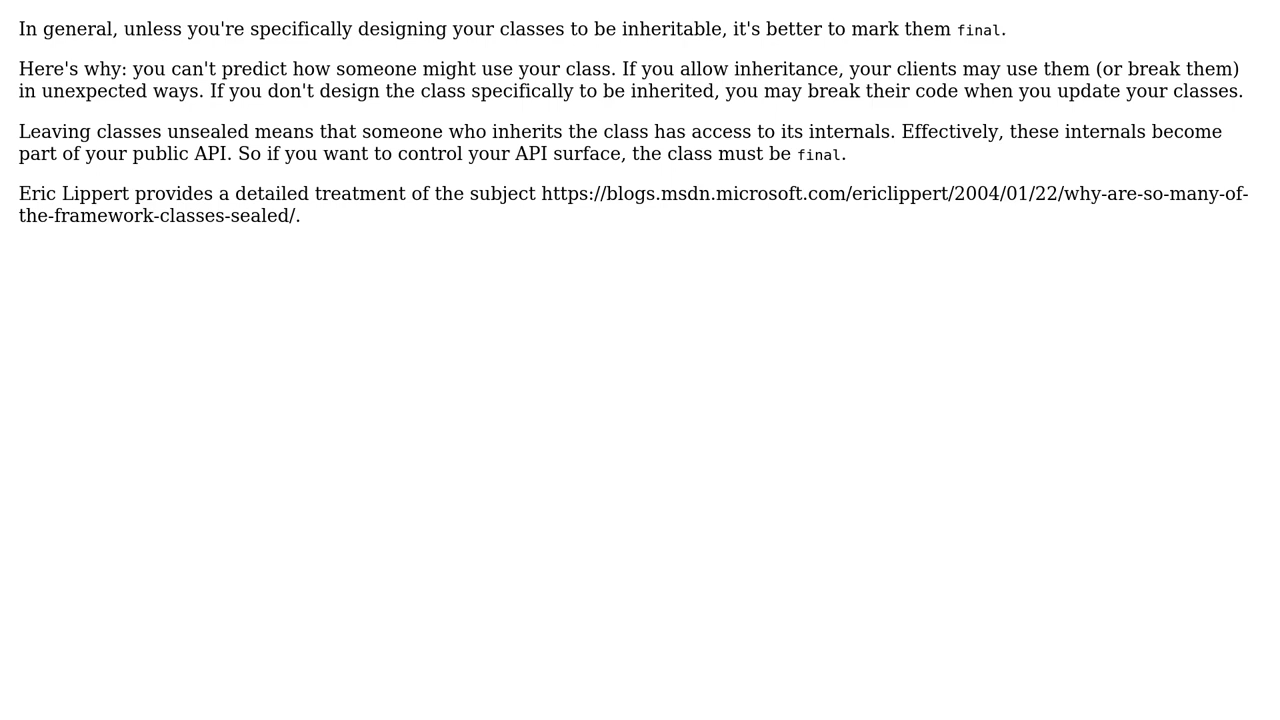 In general, unless you're specifically designing your classes to be inheritable, it's better to mark them final.
Here's why: you can't predict how someone might use your class. If you allow inheritance, your clients may use them (or break them)
in unexpected ways. If you don't design the class specifically to be inherited, you may break their code when you update your classes.
Leaving classes unsealed means that someone who inherits the class has access to its internals. Effectively, these internals become
part of your public API. So if you want to control your API surface, the class must be final.
Eric Lippert provides a detailed treatment of the subject https://blogs.msdn.microsoft.com/ericlippert/2004/01/22/why-are-so-many-of-
the-framework-classes-sealed/.